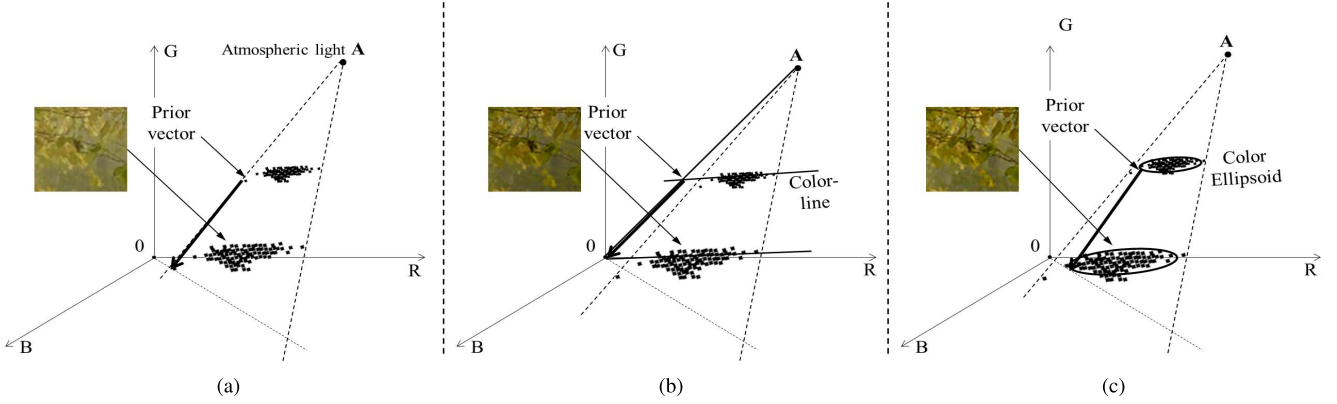 G
Atmospheric light A
Prior
vector
0
R
B
(a)
G
A
Prior
vector
Color-
line
0
R
B
(b)
G
A
Prior
vector
Color
Ellipsoid
0
R
B
(c)